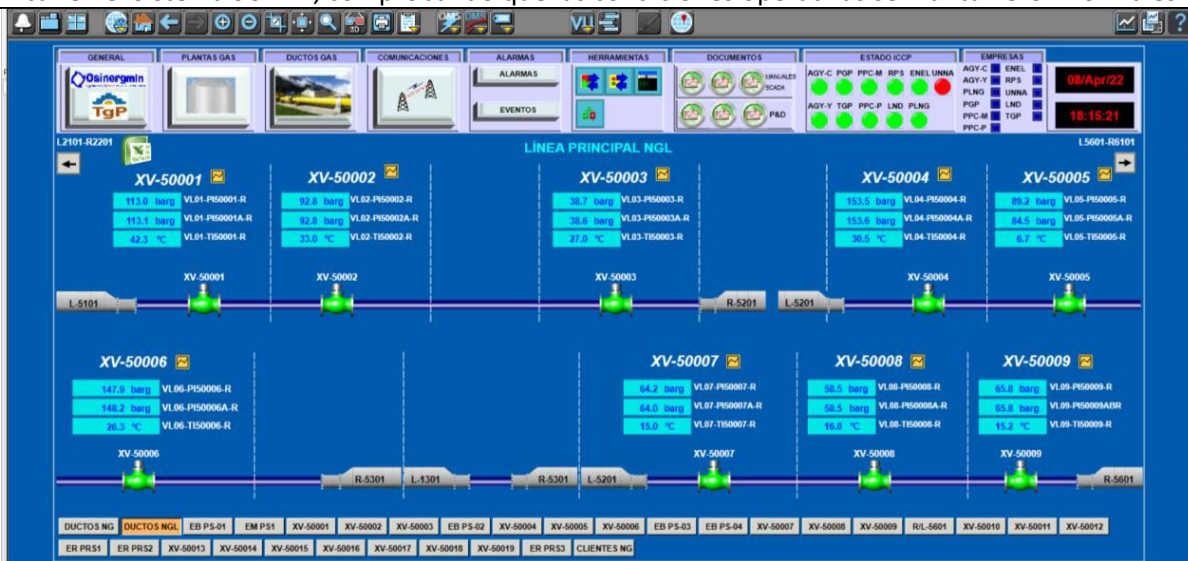 GENERAL PLANTAS GAS DUCTOS GAS COMUNICACIONES ALARMAS HERRAMIENTAS DOCUMENTOS ESTADO ICCP EMPRESAS
Osinergmin
TgP
ALARMAS
EVENTOS
MANUALES
SCADA
P&D
AGY-C PGP PPC-M RPS ENEL UNNA
AGY-Y TGP PPC-P LND PLNG
AGY-C ENEL
AGY-Y RPS
PLNG UNNA
PGP LND
PPC-M TGP
PPC-P
08/Apr/22
18:15:21
L2101-R2201 LÍNEA PRINCIPAL NGL L5601-R6101
XV-50001 XV-50002 XV-50003 XV-50004 XV-50005
113.0 barg VL01-PI50001-R 92.8 barg VL02-PI50002-R 38.7 barg VL03-PI50003-R 153.5 barg VL04-PI50004-R 89.2 barg VL05-PI50005-R
113.1 barg VL01-PI50001A-R 92.8 barg VL02-PI50002A-R 38.6 barg VL03-PI50003A-R 153.6 barg VL04-PI50004A-R 84.5 barg VL05-PI50005A-R
42.3 ºC VL01-TI50001-R 33.0 ºC VL02-TI50002-R 27.0 ºC VL03-TI50003-R 30.5 ºC VL04-TI50004-R 6.7 ºC VL05-TI50005-R
XV-50001 XV-50002 XV-50003 XV-50004 XV-50005
L-5101 R-5201 L-5201
XV-50006 XV-50007 XV-50008 XV-50009
147.9 barg VL06-PI50006-R 64.2 barg VL07-PI50007-R 58.5 barg VL08-PI50008-R 65.8 barg VL09-PI50009-R
148.2 barg VL06-PI50006A-R 64.0 barg VL07-PI50007A-R 58.5 barg VL08-PI50008A-R 65.8 barg VL09-PI50009ABR
26.3 ºC VL06-TI50006-R 15.0 ºC VL07-TI50007-R 16.8 ºC VL08-TI50008-R 15.2 ºC VL09-TI50009-R
XV-50006 XV-50007 XV-50008 XV-50009
R-5301 L-1301 R-5301 L-5201 R-5601
DUCTOS NG DUCTOS NGL EB PS-01 EM PS1 XV-50001 XV-50002 XV-50003 EB PS-02 XV-50004 XV-50005 XV-50006 EB PS-03 EB PS-04 XV-50007 XV-50008 XV-50009 R/L-5601 XV-50010 XV-50011 XV-50012
ER PRS1 ER PRS2 XV-50013 XV-50014 XV-50015 XV-50016 XV-50017 XV-50018 XV-50019 ER PRS3 CLIENTES NG